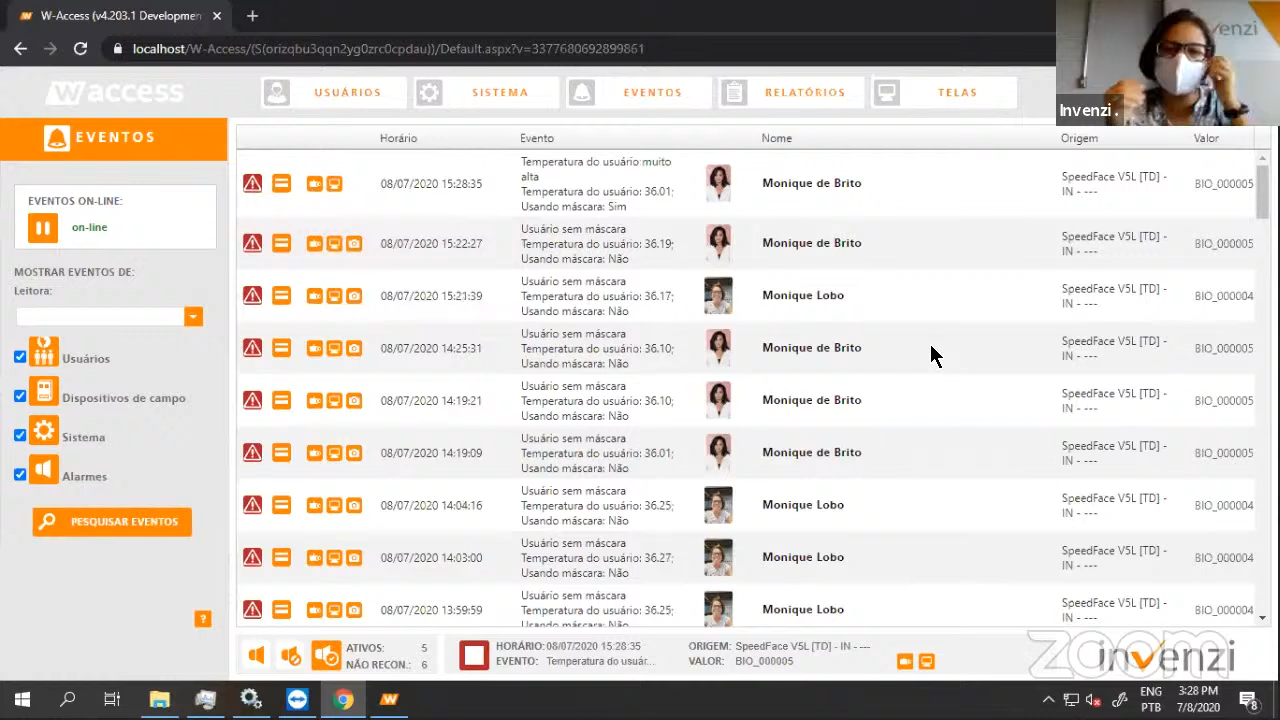 W-Access (v4.203.1 Developmen
localhost/W-Access/(S(orizqbu3qqn2yg0zrc0cpdau))/Default.aspx?v=3377680692899861
invenzi
Invenzi .
w-access
USUÁRIOS
SISTEMA
EVENTOS
RELATÓRIOS
TELAS
EVENTOS
EVENTOS ON-LINE:
on-line
MOSTRAR EVENTOS DE:
Leitora:
Usuários
Dispositivos de campo
Sistema
Alarmes
PESQUISAR EVENTOS
?
Horário Evento Nome Origem Valor
Temperatura do usuário:muito
alta
08/07/2020 15:28:35 Temperatura do usuário: 36.01; Monique de Brito SpeedFace V5L [TD] - BIO_000005
Usando máscara: Sim IN - ---
Usuário sem máscara
08/07/2020 15:22:27 Temperatura do usuário: 36.19; Monique de Brito SpeedFace V5L [TD] - BIO_000005
Usando máscara: Não IN - ---
Usuário sem máscara
08/07/2020 15:21:39 Temperatura do usuário: 36.17; Monique Lobo SpeedFace V5L [TD] - BIO_000004
Usando máscara: Não IN - ---
Usuário sem máscara
08/07/2020 14:25:31 Temperatura do usuário: 36.10; Monique de Brito SpeedFace V5L [TD] - BIO_000005
Usando máscara: Não IN - ---
Usuário sem máscara
08/07/2020 14:19:21 Temperatura do usuário: 36.10; Monique de Brito SpeedFace V5L [TD] - BIO_000005
Usando máscara: Não IN - ---
Usuário sem máscara
08/07/2020 14:19:09 Temperatura do usuário: 36.01; Monique de Brito SpeedFace V5L [TD] - BIO_000005
Usando máscara: Não IN - ---
Usuário sem máscara
08/07/2020 14:04:16 Temperatura do usuário: 36.25; Monique Lobo SpeedFace V5L [TD] - BIO_000004
Usando máscara: Não IN - ---
Usuário sem máscara
08/07/2020 14:03:00 Temperatura do usuário: 36.27; Monique Lobo SpeedFace V5L [TD] - BIO_000004
Usando máscara: Não IN - ---
Usuário sem máscara
08/07/2020 13:59:59 Temperatura do usuário: 36.25; Monique Lobo SpeedFace V5L [TD] - BIO_000004
Usando máscara: Não IN - ---
ATIVOS: 5
NÃO RECON.: 6
HORÁRIO: 08/07/2020 15:28:35 ORIGEM: SpeedFace V5L [TD] - IN - ---
EVENTO: Temperatura do usuár... VALOR: BIO_000005
zoom
invenzi
ENG 3:28 PM
PTB 7/8/2020
8